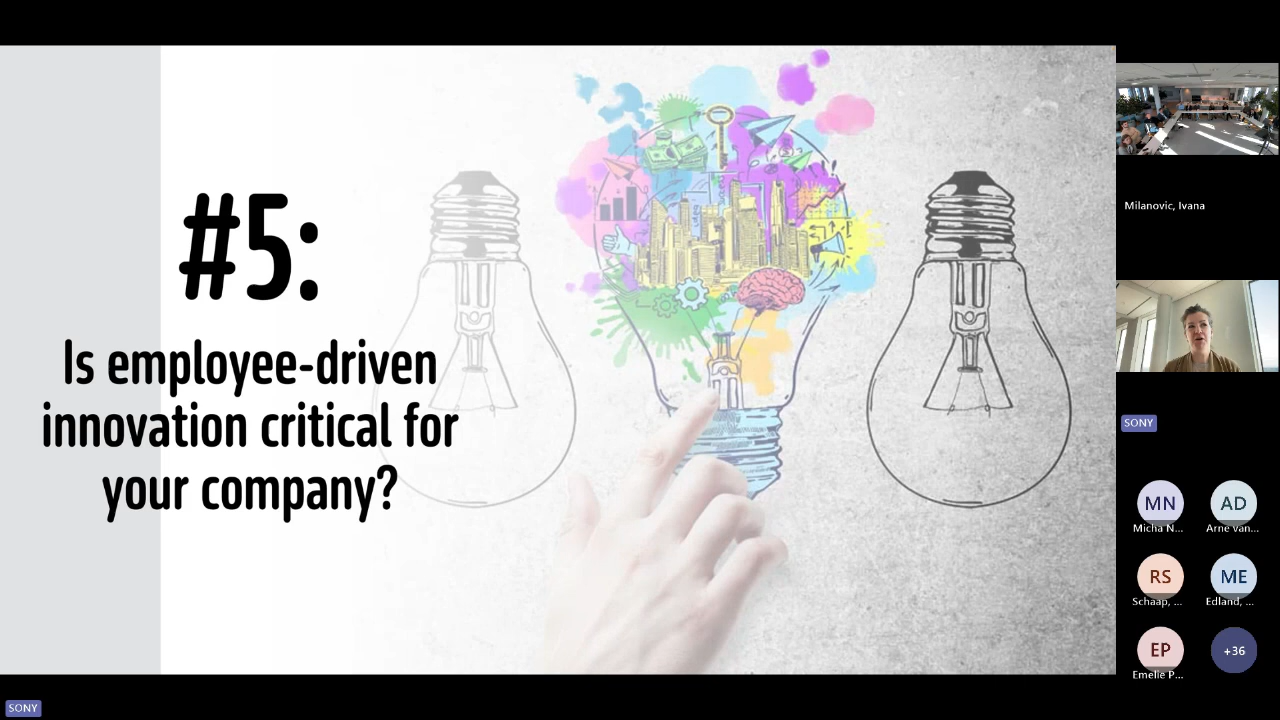 #5:
Is employee-driven
innovation critical for
your company?
Milanovic, Ivana
SONY
MN
AD
Micha N...
Arne van...
RS
ME
Schaap, ...
Edland, ...
EP
+36
Emelie P...
SONY